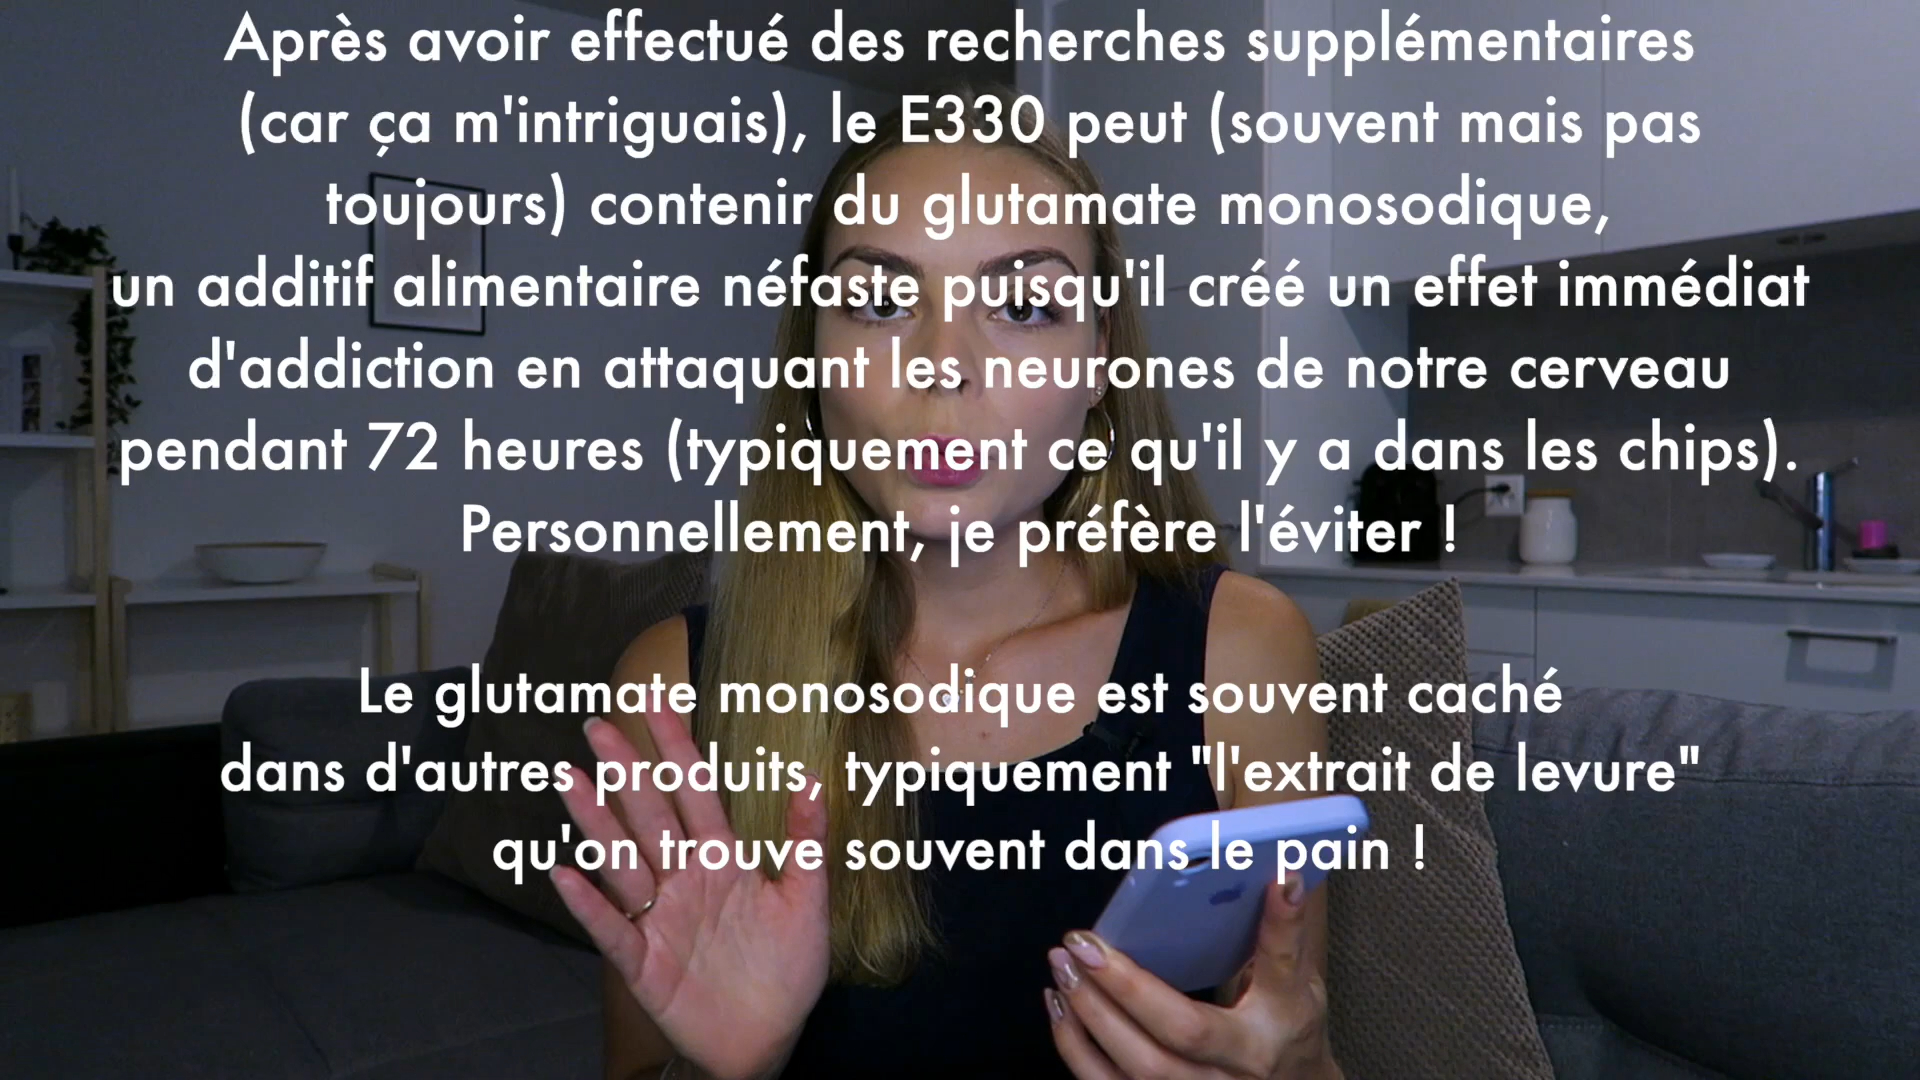 Après avoir effectué des recherches supplémentaires
(car ça m'intriguais), le E330 peut (souvent mais pas
toujours) contenir du glutamate monosodique,
un additif alimentaire néfaste puisqu'il créé un effet immédiat
d'addiction en attaquant les neurones de notre cerveau
pendant 72 heures (typiquement ce qu'il y a dans les chips).
Personnellement, je préfère l'éviter !
Le glutamate monosodique est souvent caché
dans d'autres produits, typiquement "l'extrait de levure"
qu'on trouve souvent dans le pain !